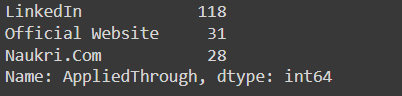 LinkedIn 118
Official Website 31
Naukri.Com 28
Name: AppliedThrough, dtype: int64